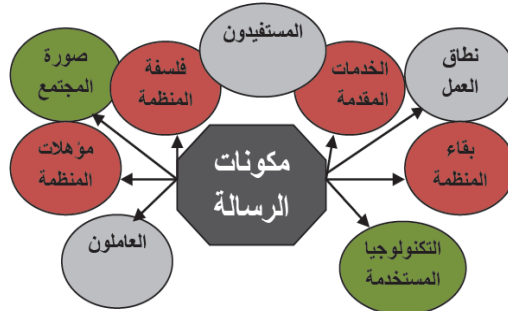 المستفيدون
نطاق
العمل
الخدمات
المقدمة
فلسفة
المنظمة
صورة
المجتمع
بقاء
المنظمة
مكونات
الرسالة
مؤهلات
المنظمة
العاملون
التكنولوجيا
المستخدمة